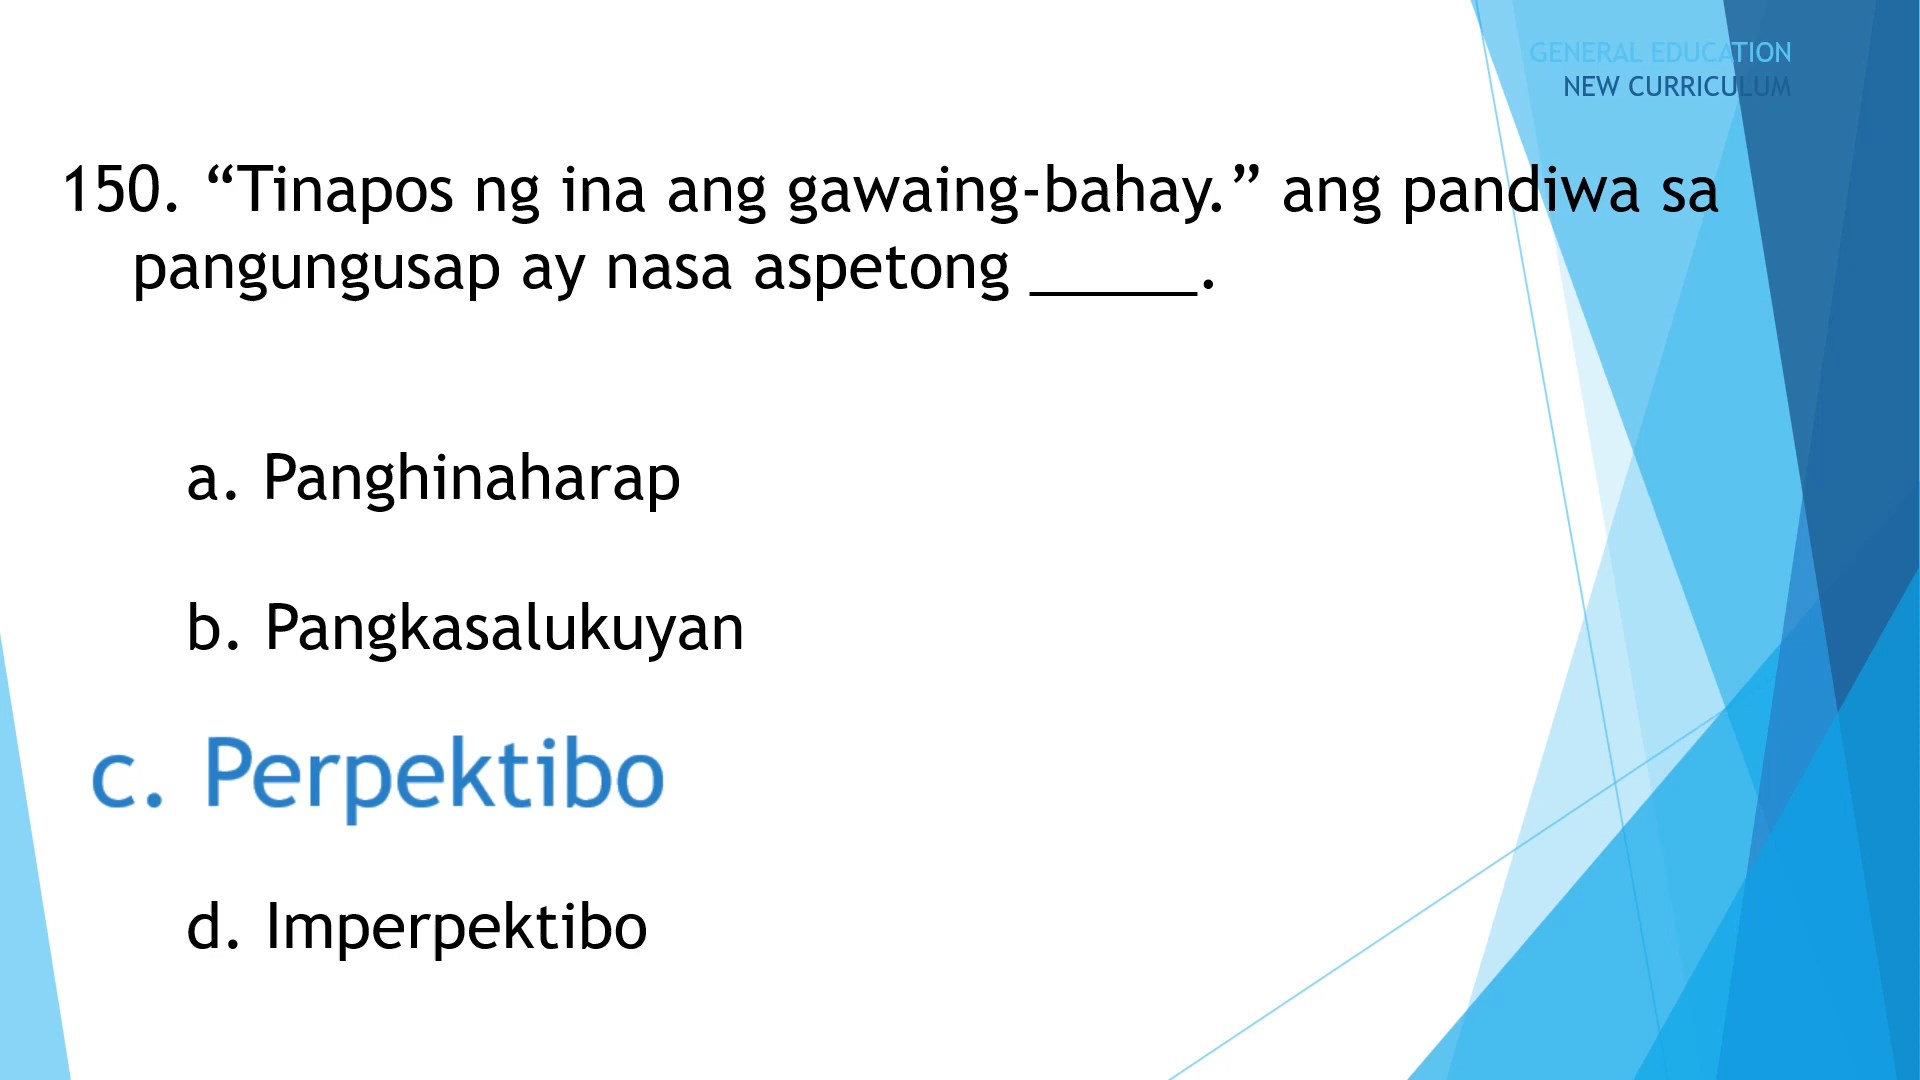 GENERAL EDUCATION
NEW CURRICULUM
150. “Tinapos ng ina ang gawaing-bahay.” ang pandiwa sa
pangungusap ay nasa aspetong _____.
a. Panghinaharap
b. Pangkasalukuyan
c. Perpektibo
d. Imperpektibo